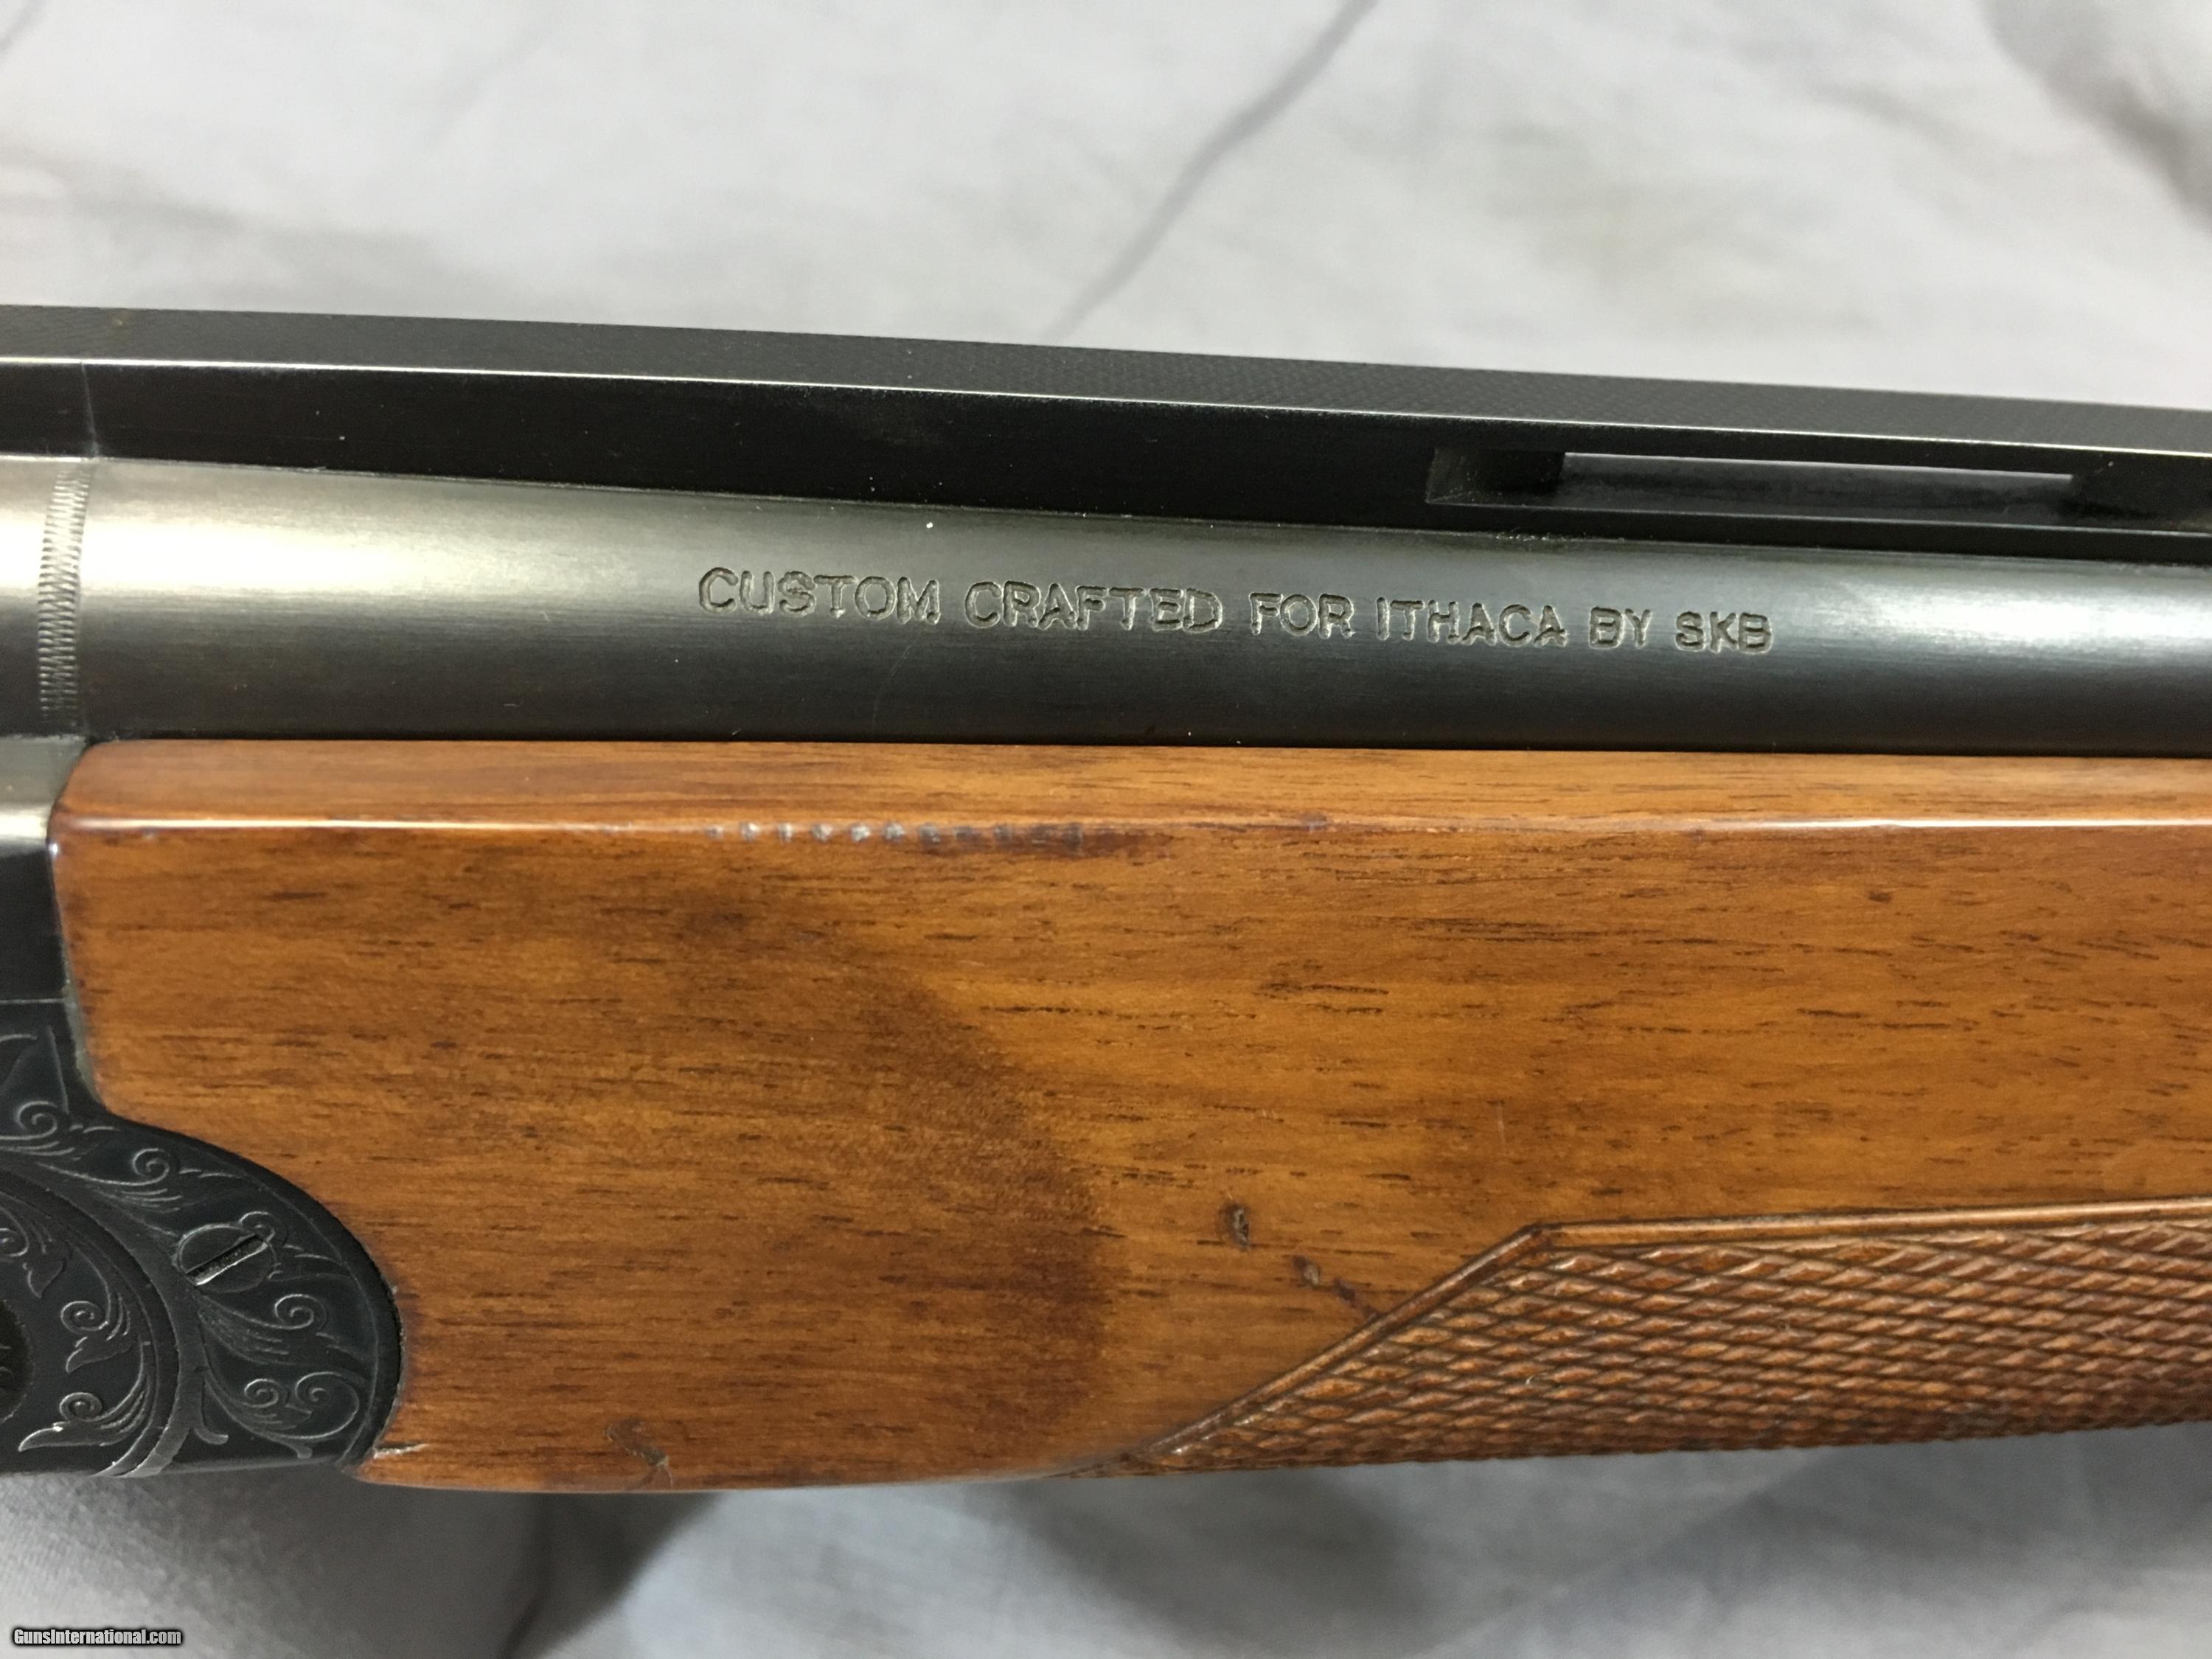 CUSTOM CRAFTED FOR ITHACA BY SKB
GunsInternational.com